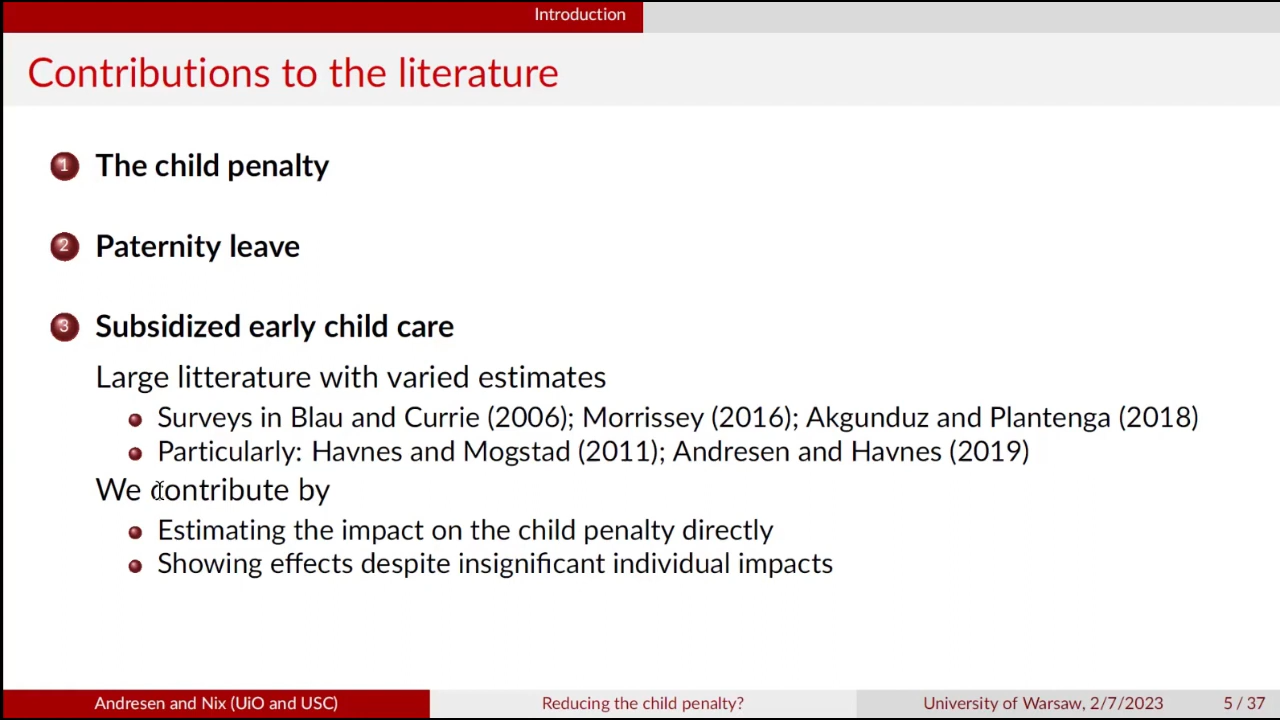 Introduction
Contributions to the literature
1 The child penalty
2 Paternity leave
3 Subsidized early child care
Large litterature with varied estimates
Surveys in Blau and Currie (2006); Morrissey (2016); Akgunduz and Plantenga (2018)
Particularly: Havnes and Mogstad (2011); Andresen and Havnes (2019)
We contribute by
Estimating the impact on the child penalty directly
Showing effects despite insignificant individual impacts
Andresen and Nix (UiO and USC) Reducing the child penalty? University of Warsaw, 2/7/2023 5 / 37